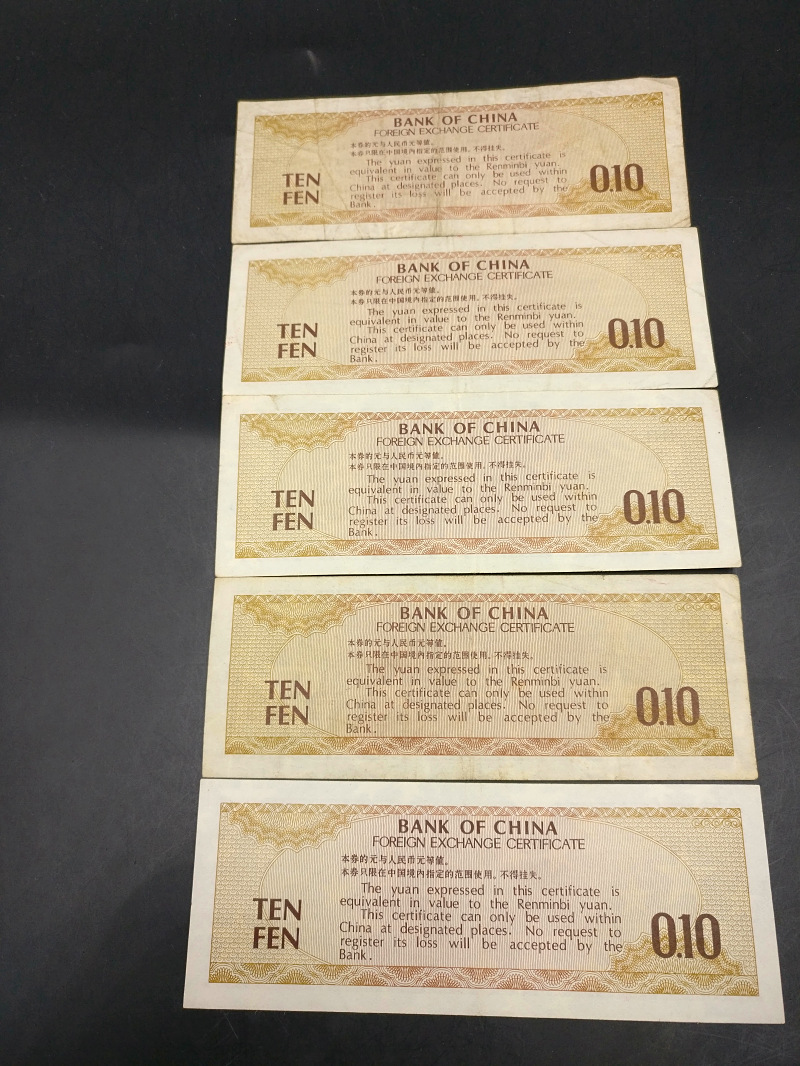 BANK OF CHINA
FOREIGN EXCHANGE CERTIFICATE
本券的元与人民币元等值。
本券只限在中国境内指定的范围使用，不得挂失。
The yuan expressed in this certificate is
equivalent in value to the Renminbi yuan.
This certificate can only be used within
China at designated places. No request to
register its loss will be accepted by the
Bank.
TEN
FEN
0.10
BANK OF CHINA
FOREIGN EXCHANGE CERTIFICATE
本券的元与人民币元等值。
本券只限在中国境内指定的范围使用，不得挂失。
The yuan expressed in this certificate is
equivalent in value to the Renminbi yuan.
This certificate can only be used within
China at designated places. No request to
register its loss will be accepted by the
Bank.
TEN
FEN
0.10
BANK OF CHINA
FOREIGN EXCHANGE CERTIFICATE
本券的元与人民币元等值。
本券只限在中国境内指定的范围使用，不得挂失。
The yuan expressed in this certificate is
equivalent in value to the Renminbi yuan.
This certificate can only be used within
China at designated places. No request to
register its loss will be accepted by the
Bank.
TEN
FEN
0.10
BANK OF CHINA
FOREIGN EXCHANGE CERTIFICATE
本券的元与人民币元等值。
本券只限在中国境内指定的范围使用，不得挂失。
The yuan expressed in this certificate is
equivalent in value to the Renminbi yuan.
This certificate can only be used within
China at designated places. No request to
register its loss will be accepted by the
Bank.
TEN
FEN
0.10
BANK OF CHINA
FOREIGN EXCHANGE CERTIFICATE
本券的元与人民币元等值。
本券只限在中国境内指定的范围使用，不得挂失。
The yuan expressed in this certificate is
equivalent in value to the Renminbi yuan.
This certificate can only be used within
China at designated places. No request to
register its loss will be accepted by the
Bank.
TEN
FEN
0.10